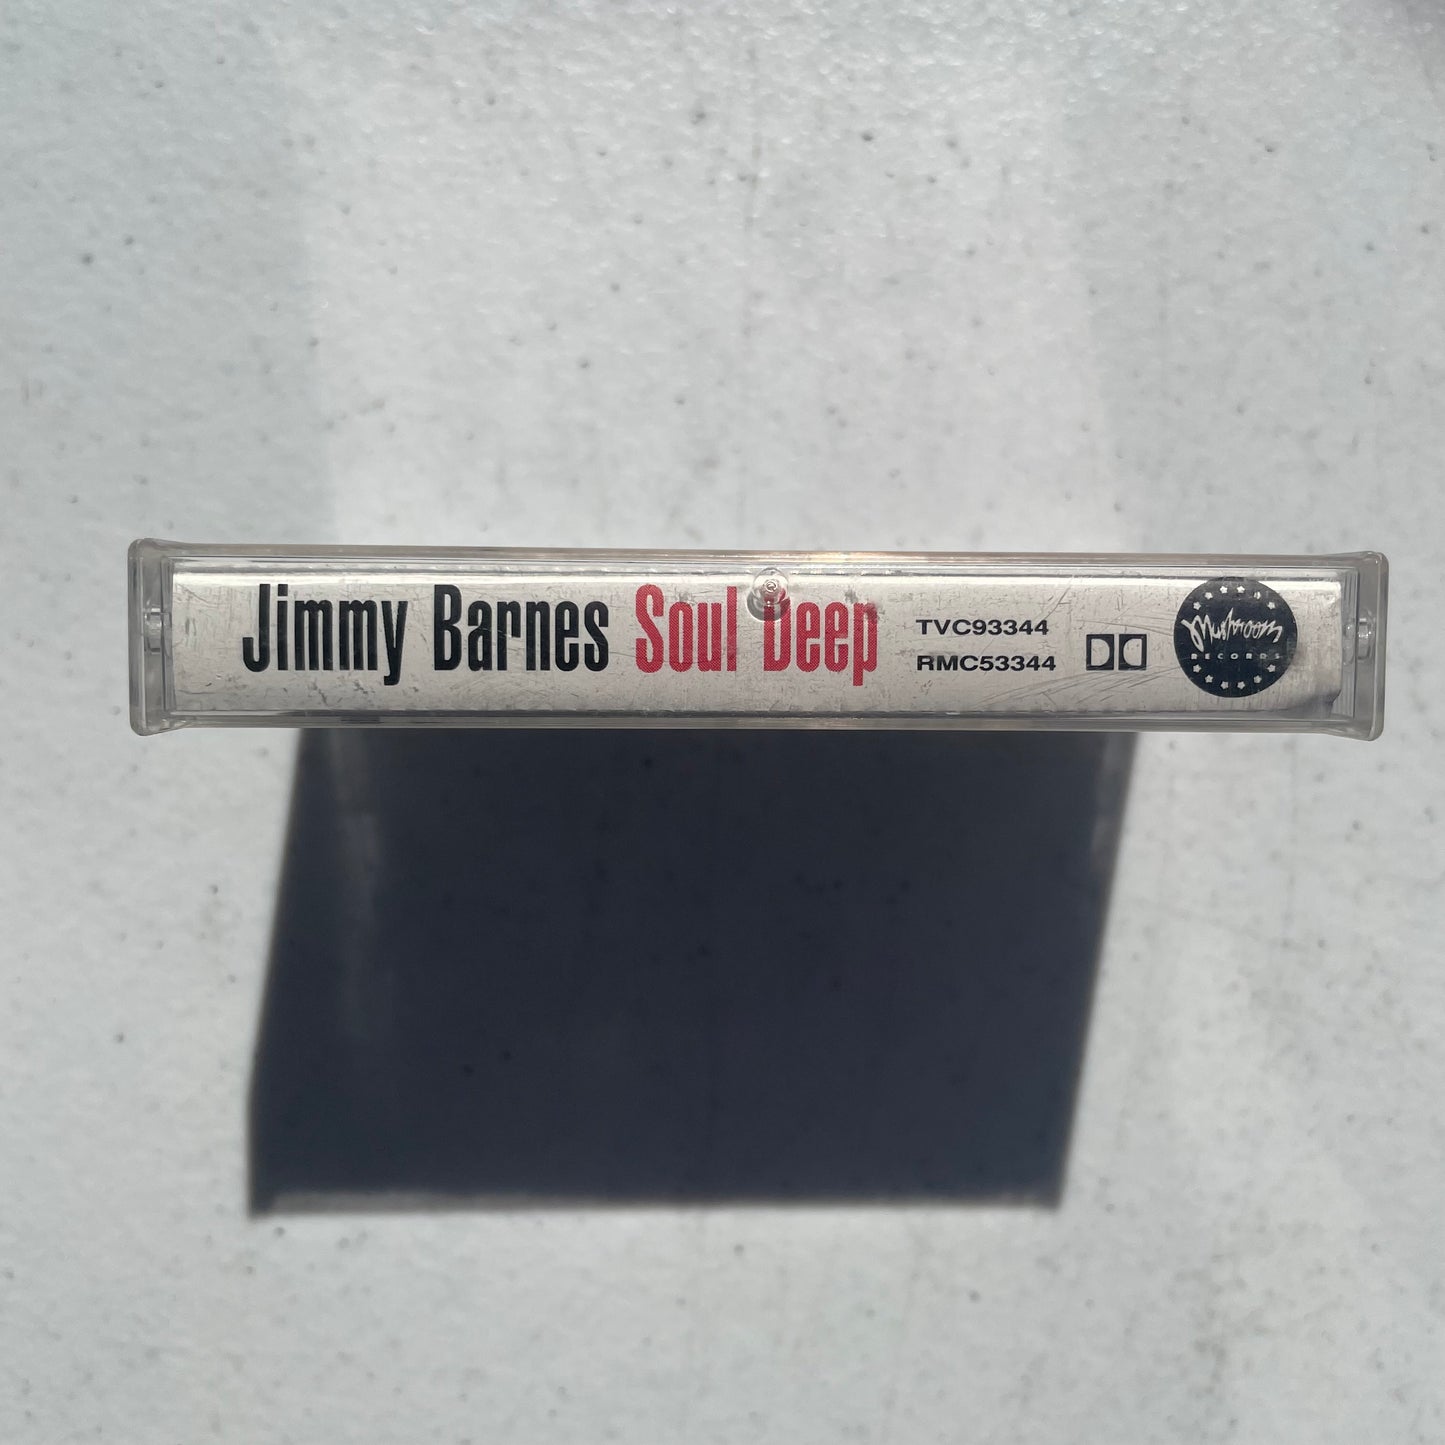 Jimmy Barnes Soul Deep
TVC93344
RMC53344
Mushroom
RECORDS